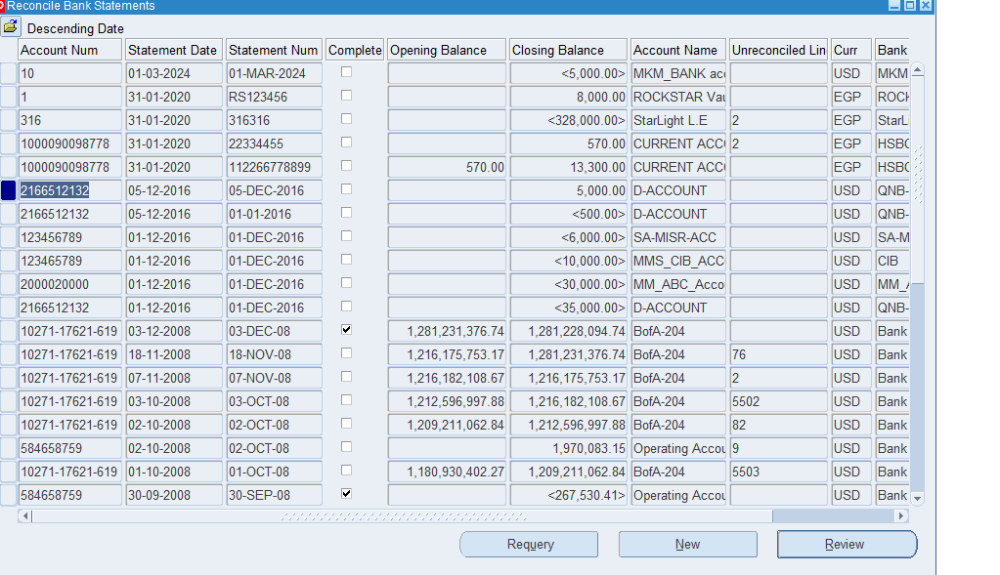 Reconcile Bank Statements
Descending Date
Account Num Statement Date Statement Num Complete Opening Balance Closing Balance Account Name Unreconciled Lin Curr Bank
10 01-03-2024 01-MAR-2024 <5,000.00> MKM_BANK acc USD MKM
1 31-01-2020 RS123456 8,000.00 ROCKSTAR Vau EGP ROCK
316 31-01-2020 316316 <328,000.00> StarLight L.E 2 EGP StarL
1000090098778 31-01-2020 22334455 570.00 CURRENT ACC 2 EGP HSBC
1000090098778 31-01-2020 112266778899 570.00 13,300.00 CURRENT ACC EGP HSBC
2166512132 05-12-2016 05-DEC-2016 5,000.00 D-ACCOUNT USD QNB-
2166512132 05-12-2016 01-01-2016 <500.00> D-ACCOUNT USD QNB-
123456789 01-12-2016 01-DEC-2016 <6,000.00> SA-MISR-ACC USD SA-M
123465789 01-12-2016 01-DEC-2016 <10,000.00> MMS_CIB_ACC USD CIB
2000020000 01-12-2016 01-DEC-2016 <30,000.00> MM_ABC_Acco USD MM_A
2166512132 01-12-2016 01-DEC-2016 <35,000.00> D-ACCOUNT USD QNB-
10271-17621-619 03-12-2008 03-DEC-08 1,281,231,376.74 1,281,228,094.74 BofA-204 USD Bank
10271-17621-619 18-11-2008 18-NOV-08 1,216,175,753.17 1,281,231,376.74 BofA-204 76 USD Bank
10271-17621-619 07-11-2008 07-NOV-08 1,216,182,108.67 1,216,175,753.17 BofA-204 2 USD Bank
10271-17621-619 03-10-2008 03-OCT-08 1,212,596,997.88 1,216,182,108.67 BofA-204 5502 USD Bank
10271-17621-619 02-10-2008 02-OCT-08 1,209,211,062.84 1,212,596,997.88 BofA-204 82 USD Bank
584658759 02-10-2008 02-OCT-08 1,970,083.15 Operating Accou 9 USD Bank
10271-17621-619 01-10-2008 01-OCT-08 1,180,930,402.27 1,209,211,062.84 BofA-204 5503 USD Bank
584658759 30-09-2008 30-SEP-08 <267,530.41> Operating Accou USD Bank
Requery New Review